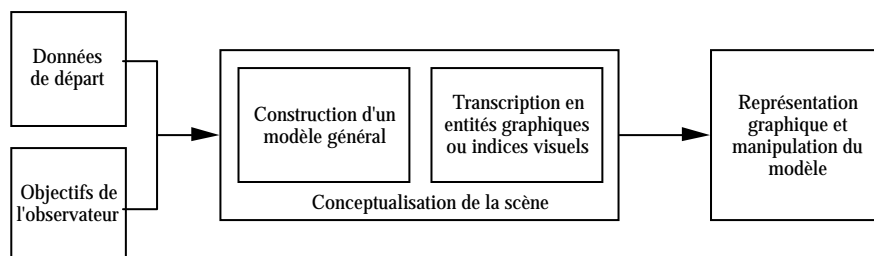 Données
de départ
Objectifs de
l'observateur
Construction d'un
modèle général
Transcription en
entités graphiques
ou indices visuels
Conceptualisation de la scène
Représentation
graphique et
manipulation du
modèle